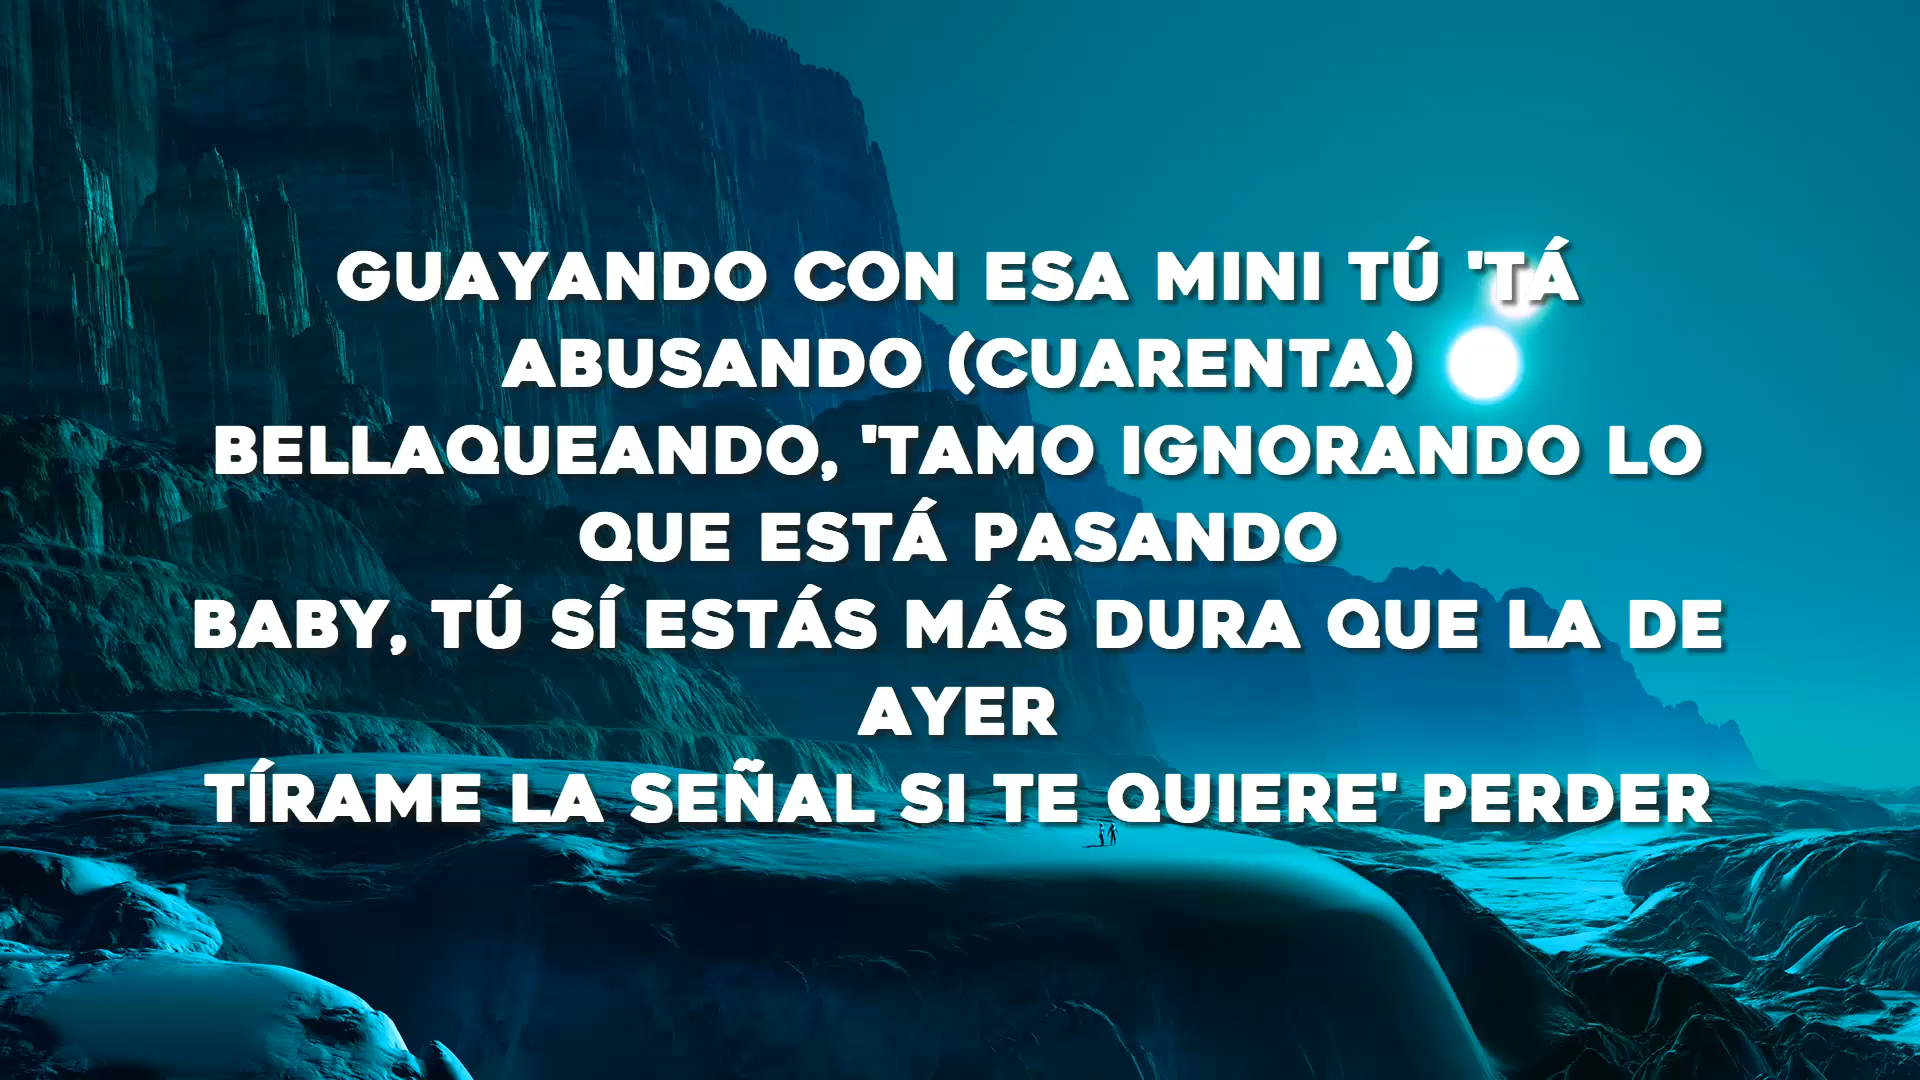 GUAYANDO CON ESA MINI TÚ 'TÁ
ABUSANDO (CUARENTA)
BELLAQUEANDO, 'TAMO IGNORANDO LO
QUE ESTÁ PASANDO
BABY, TÚ SÍ ESTÁS MÁS DURA QUE LA DE
AYER
TÍRAME LA SEÑAL SI TE QUIERE' PERDER